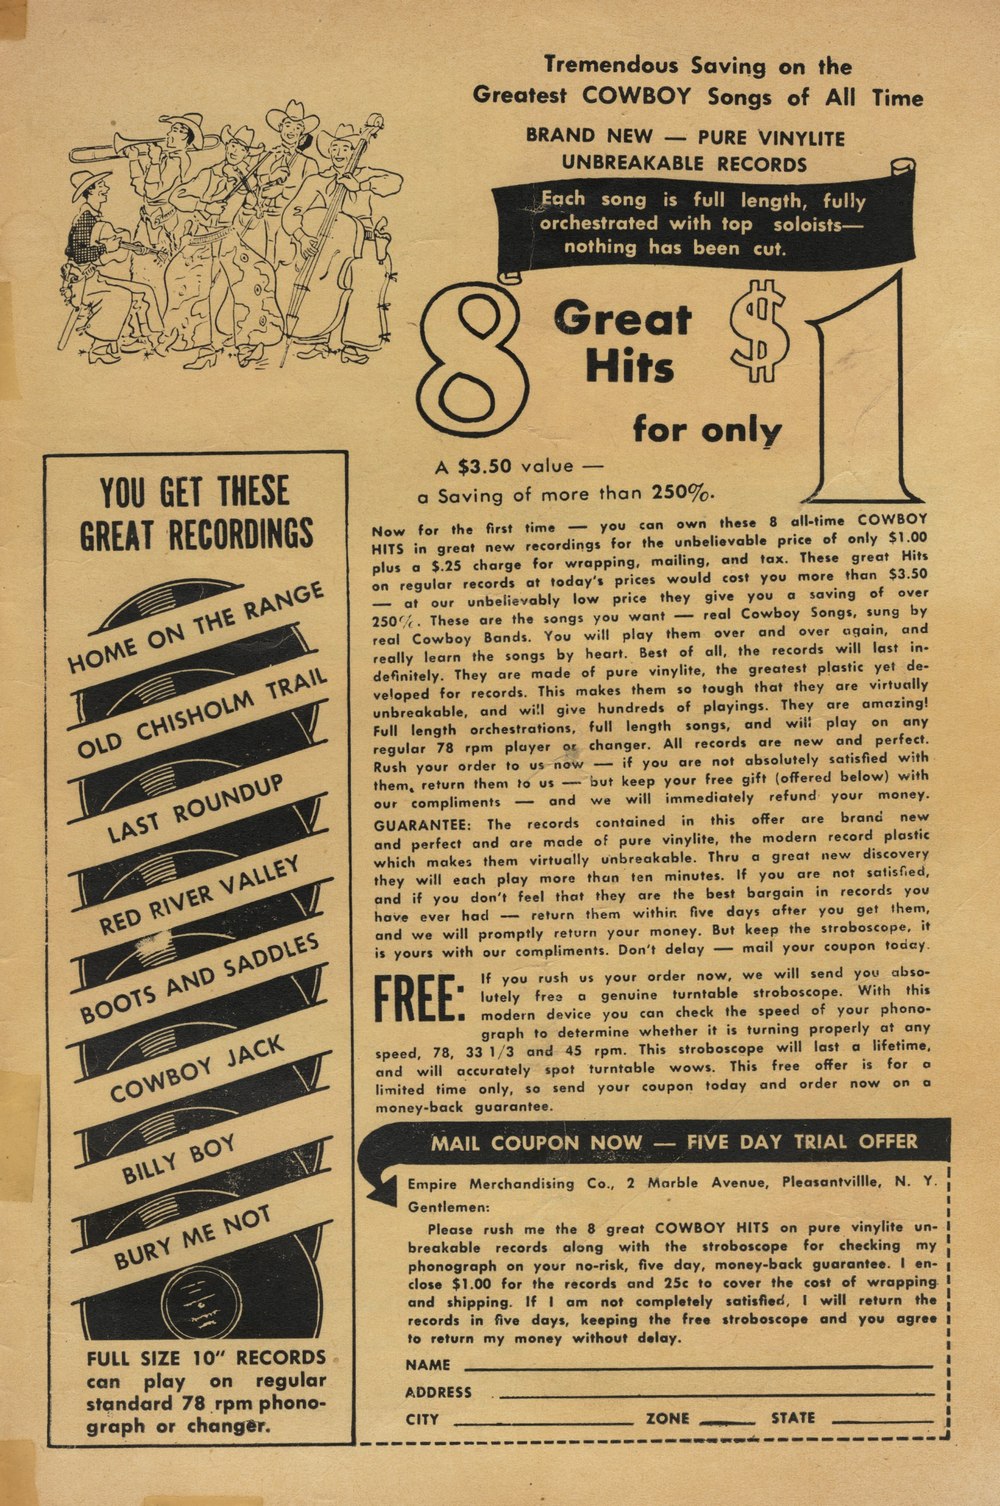 Tremendous Saving on the
Greatest COWBOY Songs of All Time
BRAND NEW — PURE VINYLITE
UNBREAKABLE RECORDS
Each song is full length, fully
orchestrated with top soloists—
nothing has been cut.
8 Great Hits for only $1
A $3.50 value —
a Saving of more than 250%.
YOU GET THESE
GREAT RECORDINGS
HOME ON THE RANGE
OLD CHISHOLM TRAIL
LAST ROUNDUP
RED RIVER VALLEY
BOOTS AND SADDLES
COWBOY JACK
BILLY BOY
BURY ME NOT
FULL SIZE 10" RECORDS
can play on regular
standard 78 rpm phono-
graph or changer.
Now for the first time — you can own these 8 all-time COWBOY
HITS in great new recordings for the unbelievable price of only $1.00
plus a $.25 charge for wrapping, mailing, and tax. These great Hits
on regular records at today's prices would cost you more than $3.50
— at our unbelievably low price they give you a saving of over
250%. These are the songs you want — real Cowboy Songs, sung by
real Cowboy Bands. You will play them over and over again, and
really learn the songs by heart. Best of all, the records will last in-
definitely. They are made of pure vinylite, the greatest plastic yet de-
veloped for records. This makes them so tough that they are virtually
unbreakable, and will give hundreds of playings. They are amazing!
Full length orchestrations, full length songs, and will play on any
regular 78 rpm player or changer. All records are new and perfect.
Rush your order to us now — if you are not absolutely satisfied with
them, return them to us — but keep your free gift (offered below) with
our compliments — and we will immediately refund your money.
GUARANTEE: The records contained in this offer are brand new
and perfect and are made of pure vinylite, the modern record plastic
which makes them virtually unbreakable. Thru a great new discovery
they will each play more than ten minutes. If you are not satisfied,
and if you don't feel that they are the best bargain in records you
have ever had — return them within five days after you get them,
and we will promptly return your money. But keep the stroboscope, it
is yours with our compliments. Don't delay — mail your coupon today.
FREE: If you rush us your order now, we will send you abso-
lutely free a genuine turntable stroboscope. With this
modern device you can check the speed of your phono-
graph to determine whether it is turning properly at any
speed, 78, 33 1/3 and 45 rpm. This stroboscope will last a lifetime,
and will accurately spot turntable wows. This free offer is for a
limited time only, so send your coupon today and order now on a
money-back guarantee.
MAIL COUPON NOW — FIVE DAY TRIAL OFFER
Empire Merchandising Co., 2 Marble Avenue, Pleasantvillle, N. Y.
Gentlemen:
Please rush me the 8 great COWBOY HITS on pure vinylite un-
breakable records along with the stroboscope for checking my
phonograph on your no-risk, five day, money-back guarantee. I en-
close $1.00 for the records and 25c to cover the cost of wrapping
and shipping. If I am not completely satisfied, I will return the
records in five days, keeping the free stroboscope and you agree
to return my money without delay.
NAME
ADDRESS
CITY ZONE STATE